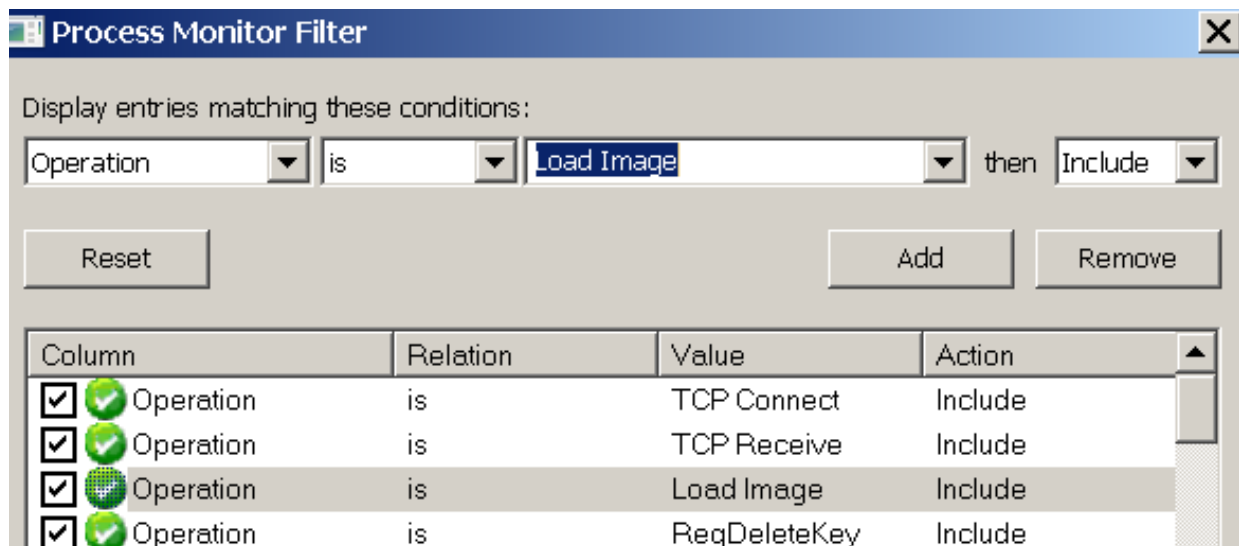 Process Monitor Filter
Display entries matching these conditions:
Operation is Load Image then Include
Reset Add Remove
Column Relation Value Action
Operation is TCP Connect Include
Operation is TCP Receive Include
Operation is Load Image Include
Operation is RegDeleteKey Include